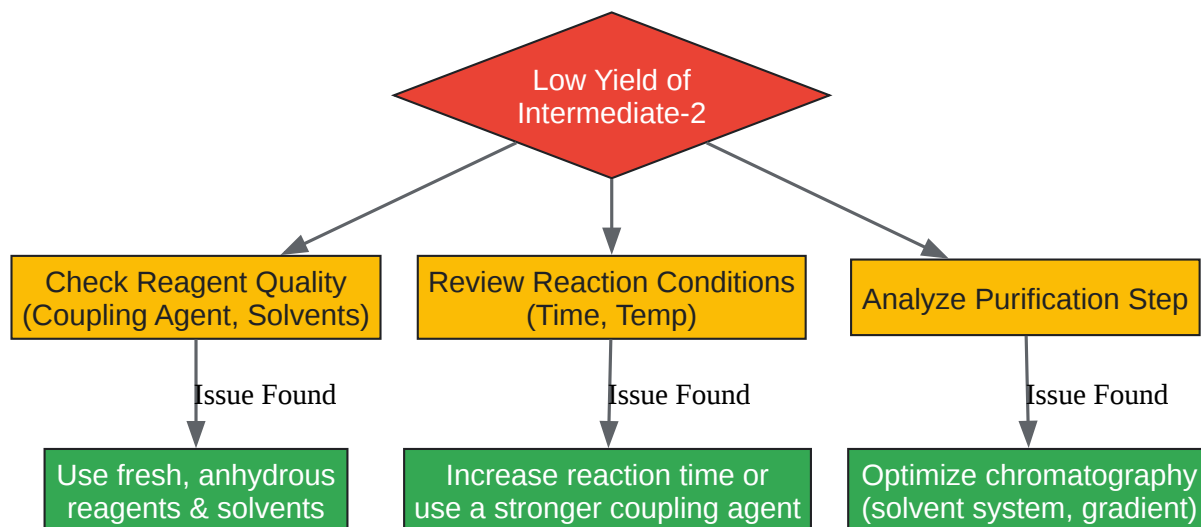 Low Yield of
Intermediate-2
Check Reagent Quality
(Coupling Agent, Solvents)
Review Reaction Conditions
(Time, Temp)
Analyze Purification Step
Issue Found
Issue Found
Issue Found
Use fresh, anhydrous
reagents & solvents
Increase reaction time or
use a stronger coupling agent
Optimize chromatography
(solvent system, gradient)